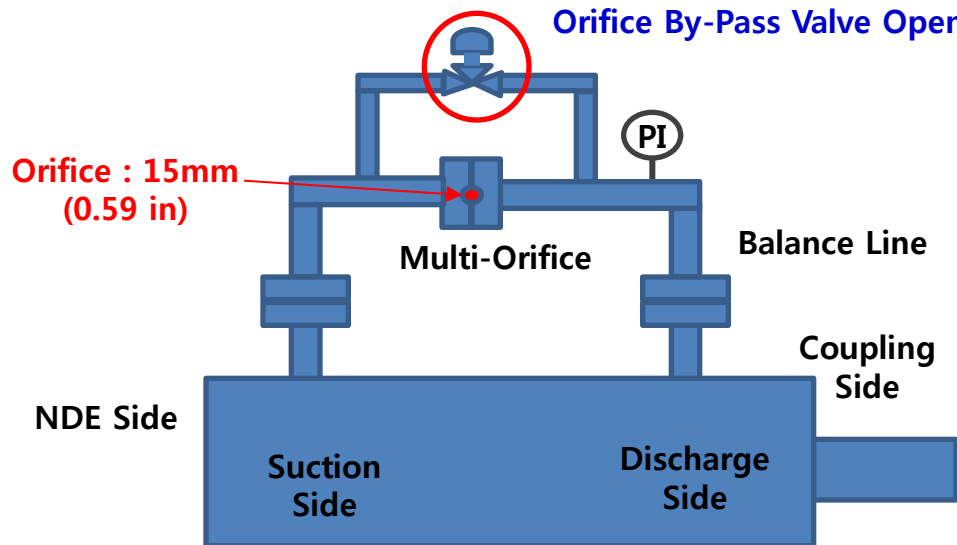 Orifice By-Pass Valve Open
PI
Orifice : 15mm
(0.59 in)
Multi-Orifice
Balance Line
Coupling
Side
NDE Side
Suction
Side
Discharge
Side